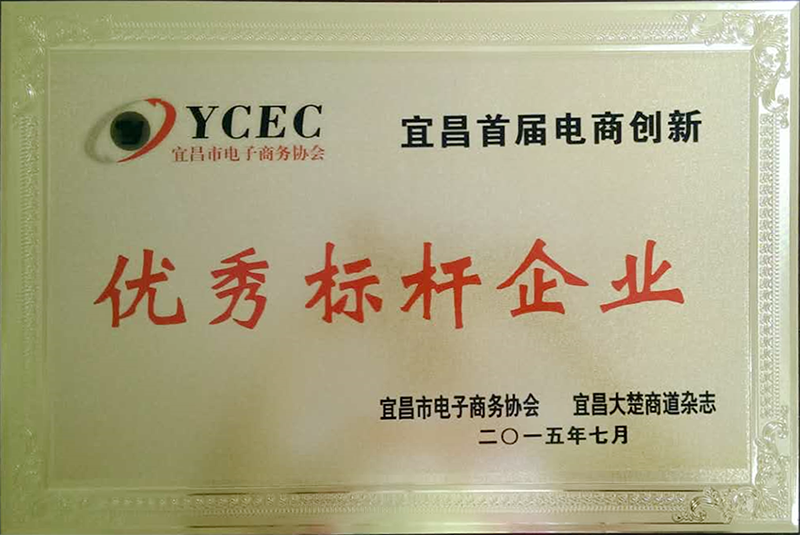 YCEC
宜昌市电子商务协会
宜昌首届电商创新
优秀标杆企业
宜昌市电子商务协会 宜昌大楚商道杂志
二〇一五年七月